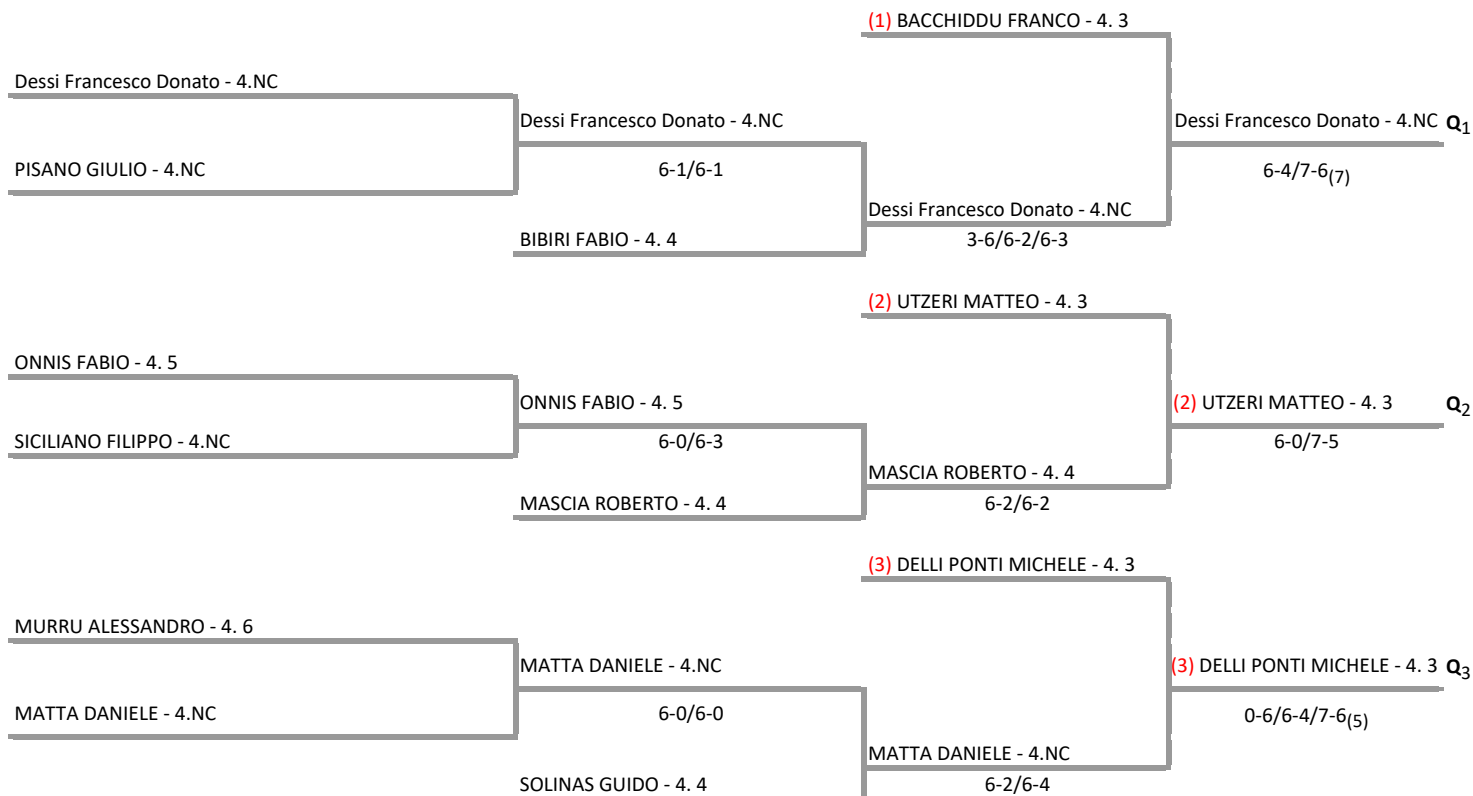 (1) BACCHIDDU FRANCO - 4. 3
Dessi Francesco Donato - 4.NC
Dessi Francesco Donato - 4.NC
Dessi Francesco Donato - 4.NC Q1
PISANO GIULIO - 4.NC
6-1/6-1
6-4/7-6(7)
Dessi Francesco Donato - 4.NC
BIBIRI FABIO - 4. 4
3-6/6-2/6-3
(2) UTZERI MATTEO - 4. 3
ONNIS FABIO - 4. 5
ONNIS FABIO - 4. 5
(2) UTZERI MATTEO - 4. 3 Q2
SICILIANO FILIPPO - 4.NC
6-0/6-3
6-0/7-5
MASCIA ROBERTO - 4. 4
MASCIA ROBERTO - 4. 4
6-2/6-2
(3) DELLI PONTI MICHELE - 4. 3
MURRU ALESSANDRO - 4. 6
MATTA DANIELE - 4.NC
(3) DELLI PONTI MICHELE - 4. 3 Q3
MATTA DANIELE - 4.NC
6-0/6-0
0-6/6-4/7-6(5)
MATTA DANIELE - 4.NC
SOLINAS GUIDO - 4. 4
6-2/6-4